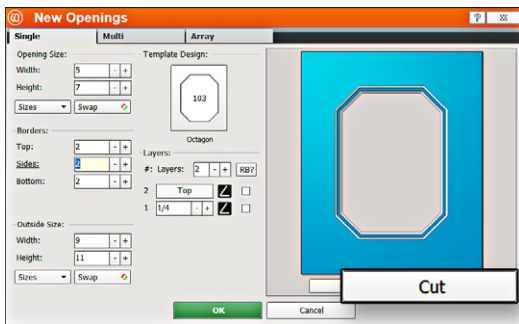 New Openings
Single Multi Array
Opening Size:
Width: 5 - +
Height: 7 - +
Sizes Swap
Borders:
Top: 2 - +
Sides: 2 - +
Bottom: 2 - +
Outside Size:
Width: 9 - +
Height: 11 - +
Sizes Swap
Template Design:
103
Octagon
Layers:
#: Layers: 2 - + RB?
2 Top
1 1/4 - +
Cut
OK Cancel